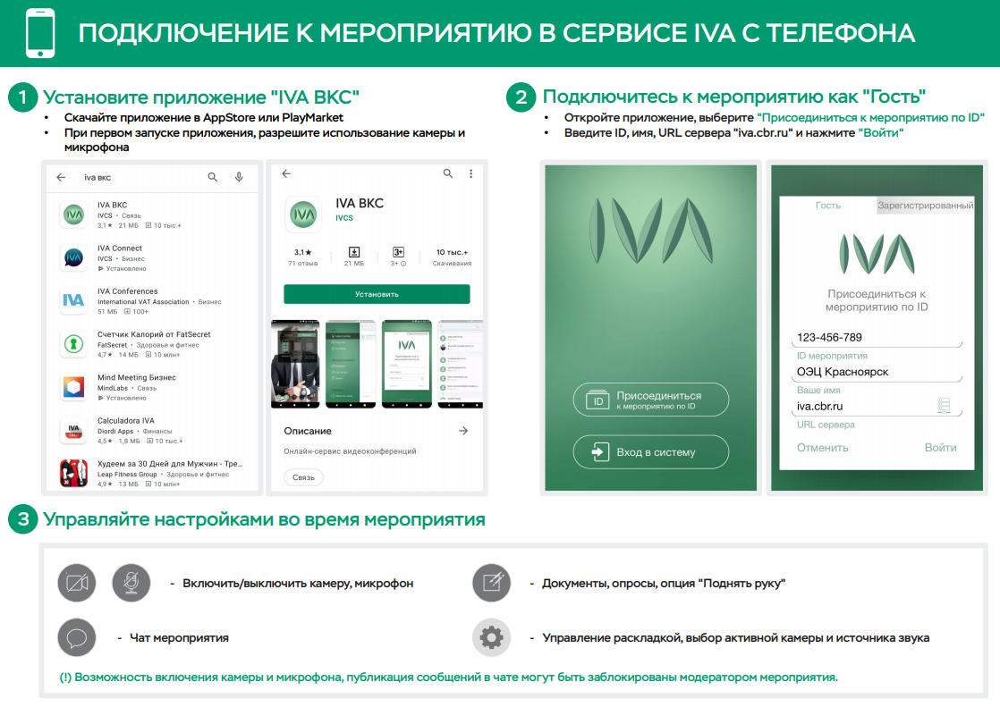 ПОДКЛЮЧЕНИЕ К МЕРОПРИЯТИЮ В СЕРВИСЕ IVA С ТЕЛЕФОНА
1 Установите приложение "IVA ВКС"
• Скачайте приложение в AppStore или PlayMarket
• При первом запуске приложения, разрешите использование камеры и
микрофона
ива вкс
IVA ВКС
IVCS • Связь
3,1★ 21 МБ 10 тыс.+
IVA Connect
IVCS • Бизнес
Установлено
IVA Conferences
International VAT Association • Бизнес
51 МБ 100+
Счетчик Калорий от FatSecret
FatSecret • Здоровье и фитнес
4,7★ 14 МБ 10 млн+
Mind Meeting Бизнес
MindLabs • Связь
Установлено
Calculadora IVA
Diordi Apps • Финансы
4,5★ 1,8 МБ 10 тыс.+
Худеем за 30 Дней для Мужчин - Тре...
Leap Fitness Group • Здоровье и фитнес
4,9★ 13 МБ 10 млн+
IVA ВКС
IVCS
3,1★
71 отзыв
21 МБ
3+
3+
10 тыс.+
Скачивания
Установить
IVA
Описание
Онлайн-сервис видеоконференций
Связь
2 Подключитесь к мероприятию как "Гость"
• Откройте приложение, выберите "Присоединиться к мероприятию по ID"
• Введите ID, имя, URL сервера "iva.cbr.ru" и нажмите "Войти"
IVA
ID
Присоединиться
к мероприятию по ID
Вход в систему
Гость
Зарегистрированный
IVA
Присоединиться к
мероприятию по ID
123-456-789
ID мероприятия
ОЭЦ Красноярск
Ваше имя
iva.cbr.ru
URL сервера
Отменить
Войти
3 Управляйте настройками во время мероприятия
- Включить/выключить камеру, микрофон
- Документы, опросы, опция "Поднять руку"
- Чат мероприятия
- Управление раскладкой, выбор активной камеры и источника звука
(!) Возможность включения камеры и микрофона, публикация сообщений в чате могут быть заблокированы модератором мероприятия.